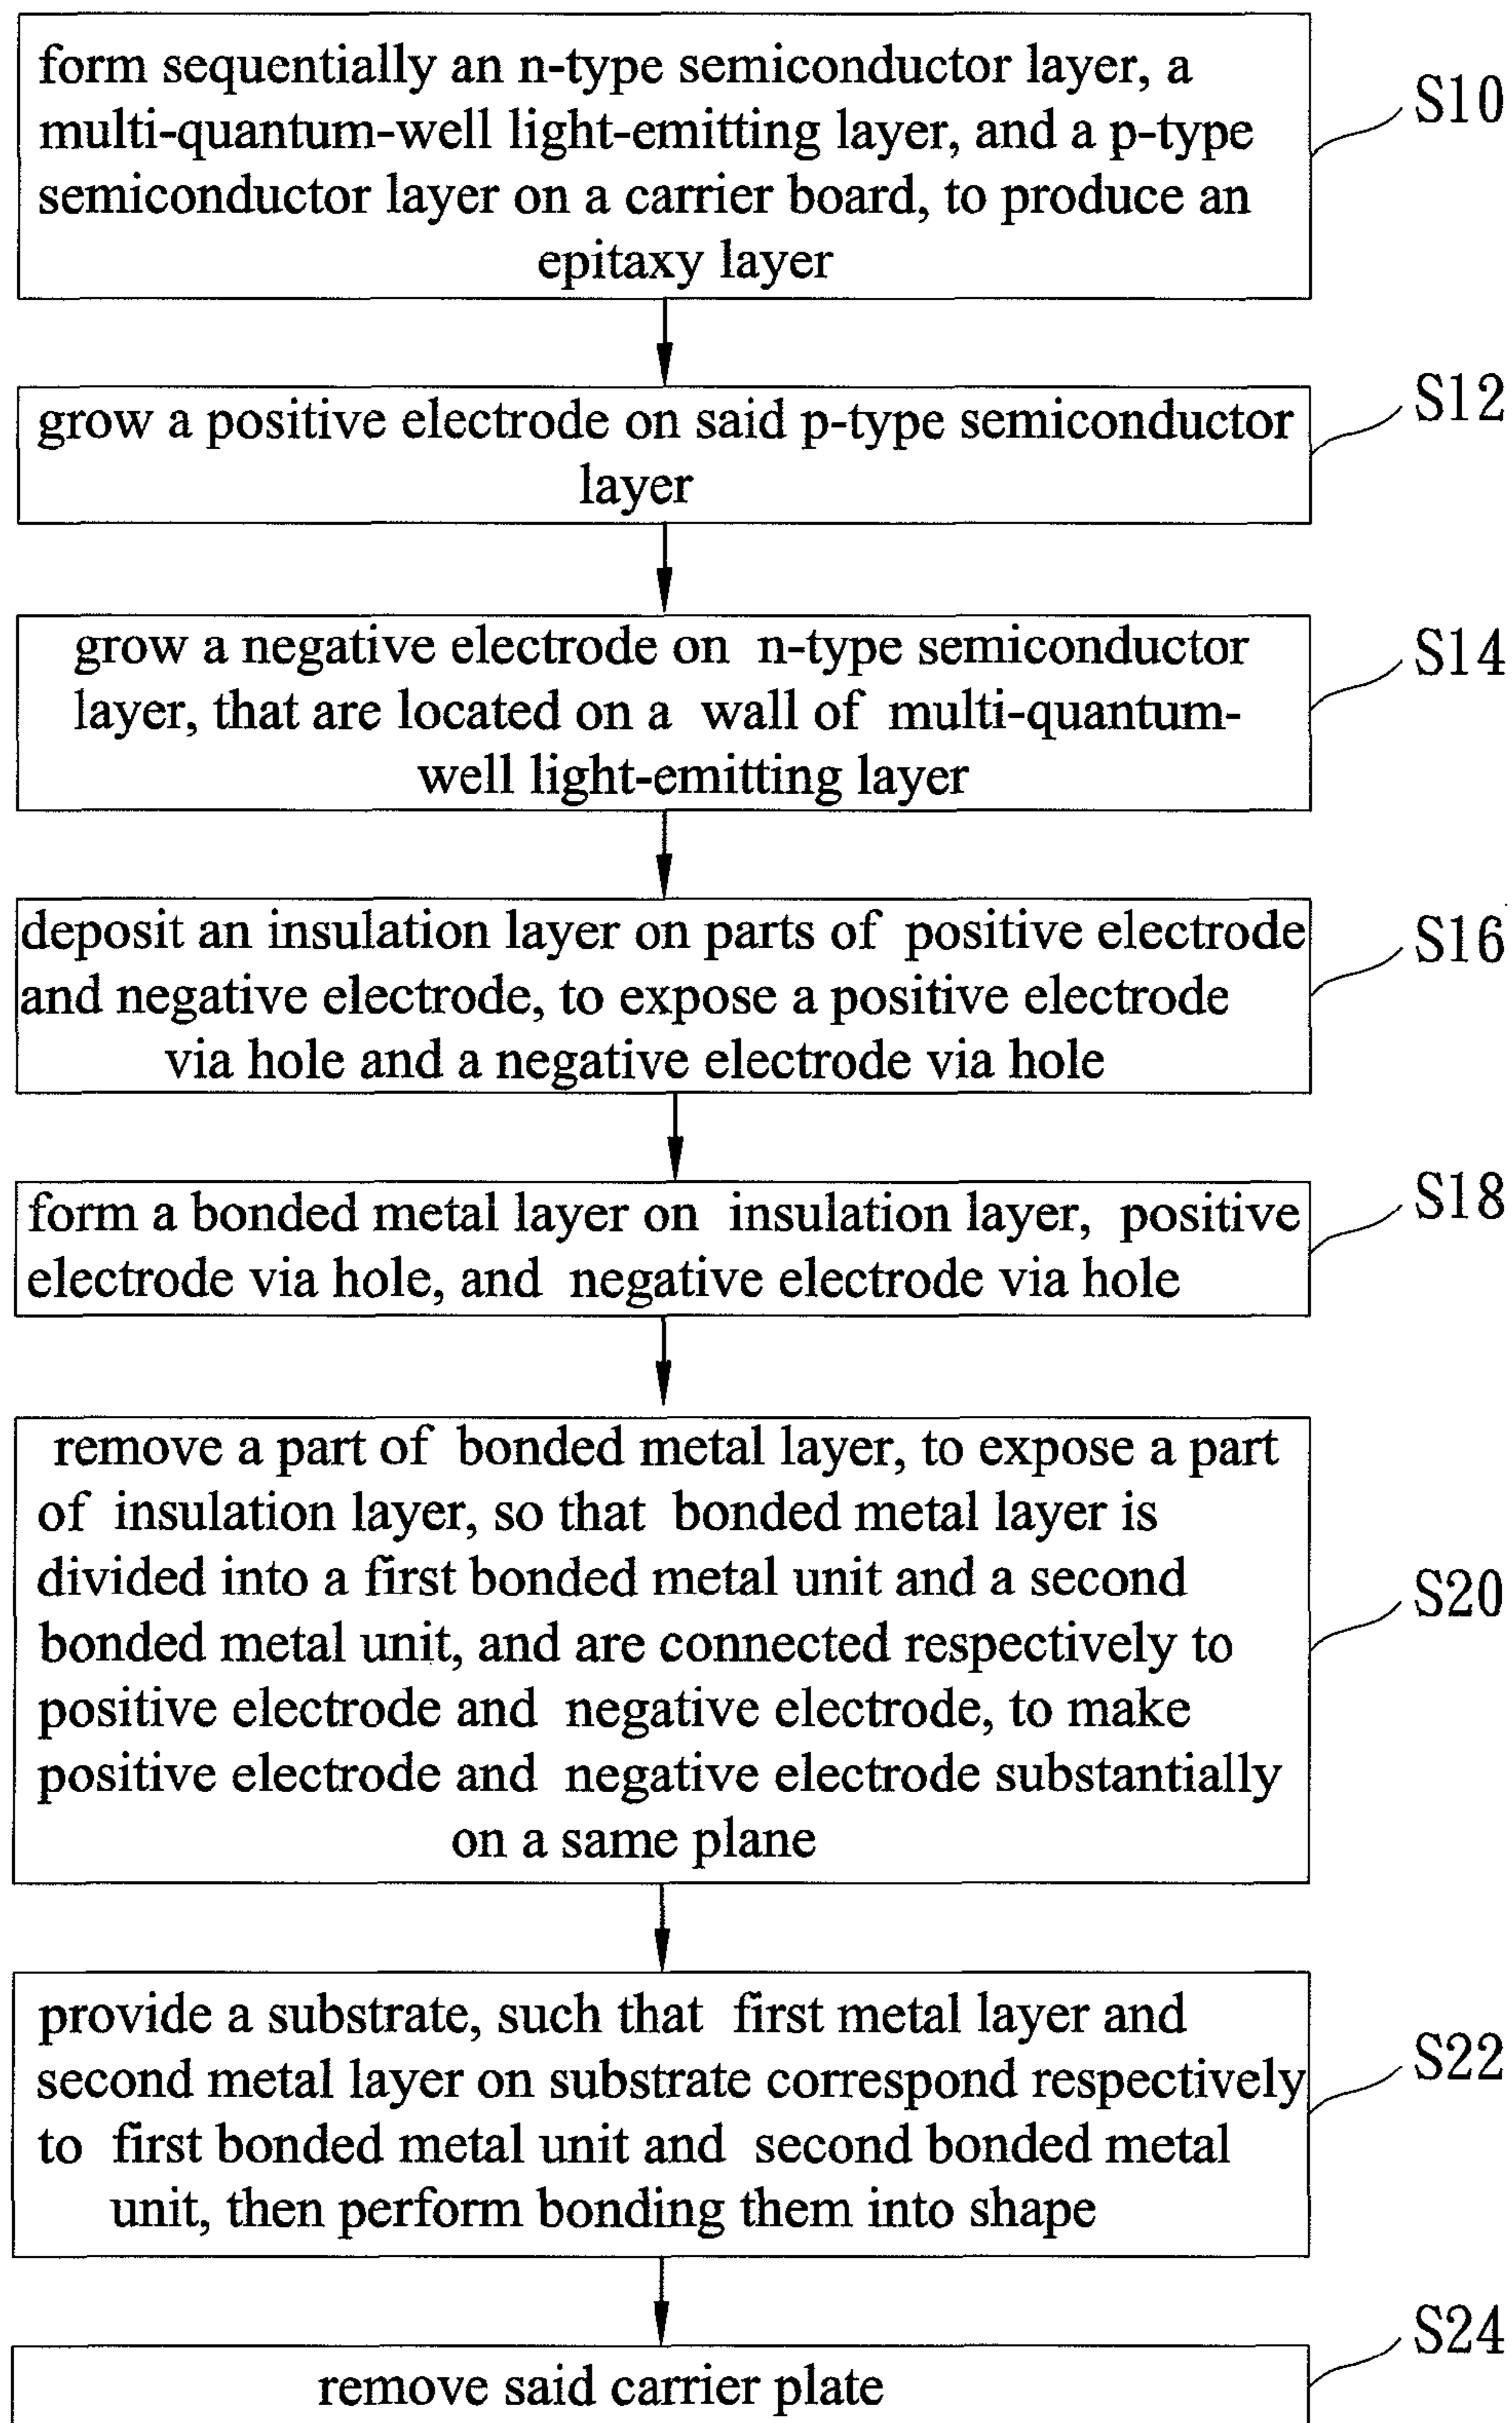 form sequentially an n-type semiconductor layer, a
multi-quantum-well light-emitting layer, and a p-type
semiconductor layer on a carrier board, to produce an
epitaxy layer
S10
grow a positive electrode on said p-type semiconductor
layer
S12
grow a negative electrode on n-type semiconductor
layer, that are located on a wall of multi-quantum-
well light-emitting layer
S14
deposit an insulation layer on parts of positive electrode
and negative electrode, to expose a positive electrode
via hole and a negative electrode via hole
S16
form a bonded metal layer on insulation layer, positive
electrode via hole, and negative electrode via hole
S18
remove a part of bonded metal layer, to expose a part
of insulation layer, so that bonded metal layer is
divided into a first bonded metal unit and a second
bonded metal unit, and are connected respectively to
positive electrode and negative electrode, to make
positive electrode and negative electrode substantially
on a same plane
S20
provide a substrate, such that first metal layer and
second metal layer on substrate correspond respectively
to first bonded metal unit and second bonded metal
unit, then perform bonding them into shape
S22
remove said carrier plate
S24